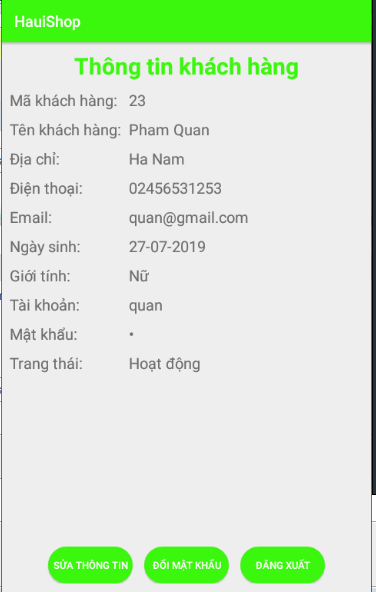 HauiShop
Thông tin khách hàng
Mã khách hàng: 23
Tên khách hàng: Pham Quan
Địa chỉ: Ha Nam
Điện thoại: 02456531253
Email: quan@gmail.com
Ngày sinh: 27-07-2019
Giới tính: Nữ
Tài khoản: quan
Mật khẩu: •
Trang thái: Hoạt động
SỬA THÔNG TIN ĐỔI MẬT KHẨU ĐĂNG XUẤT